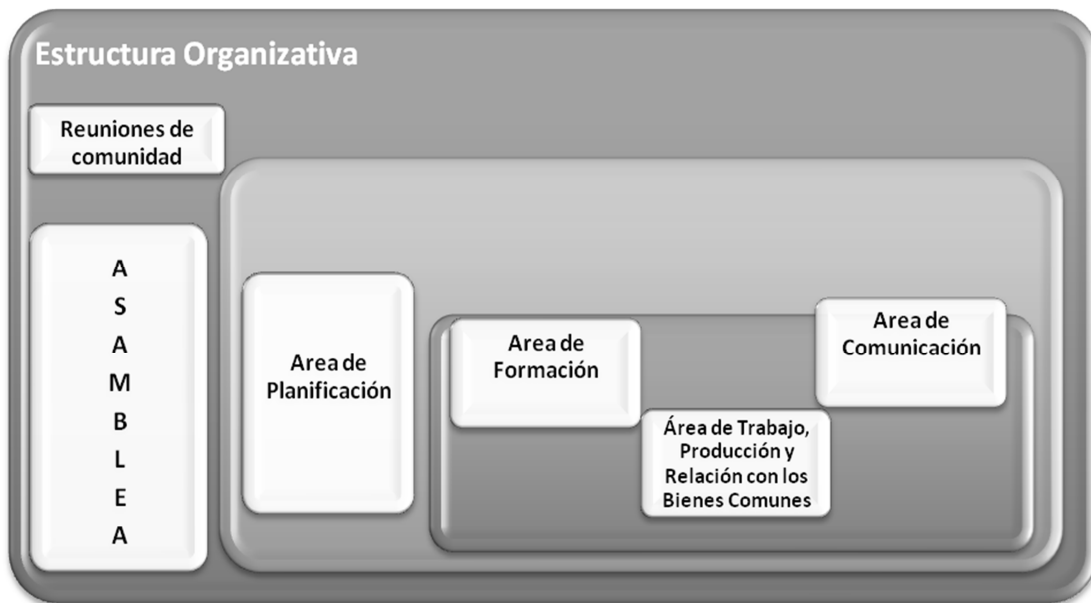 Estructura Organizativa
Reuniones de
comunidad
A
S
A
M
B
L
E
A
Area de
Planificación
Area de
Formación
Área de Trabajo,
Producción y
Relación con los
Bienes Comunes
Area de
Comunicación